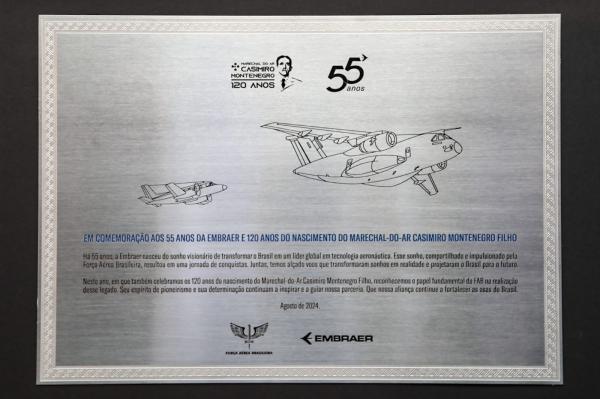 MARECHAL DO AR
CASIMIRO
MONTENEGRO
120 ANOS
55
anos
EM COMEMORAÇÃO AOS 55 ANOS DA EMBRAER E 120 ANOS DO NASCIMENTO DO MARECHAL-DO-AR CASIMIRO MONTENEGRO FILHO
Há 55 anos, a Embraer nasceu do sonho visionário de transformar o Brasil em um líder global em tecnologia aeronáutica. Esse sonho, compartilhado e impulsionado pela
Força Aérea Brasileira, resultou em uma jornada de conquistas. Juntas, temos alçado voos que transformaram sonhos em realidade e projetaram o Brasil para o futuro.
Neste ano, em que também celebramos os 120 anos do nascimento do Marechal-do-Ar Casimiro Montenegro Filho, reconhecemos o papel fundamental da FAB na realização
desse legado. Seu espírito de pioneirismo e sua determinação continuam a inspirar e a guiar nossa parceria. Que nossa aliança continue a fortalecer as asas do Brasil.
Agosto de 2024.
FORÇA AÉREA BRASILEIRA
EMBRAER